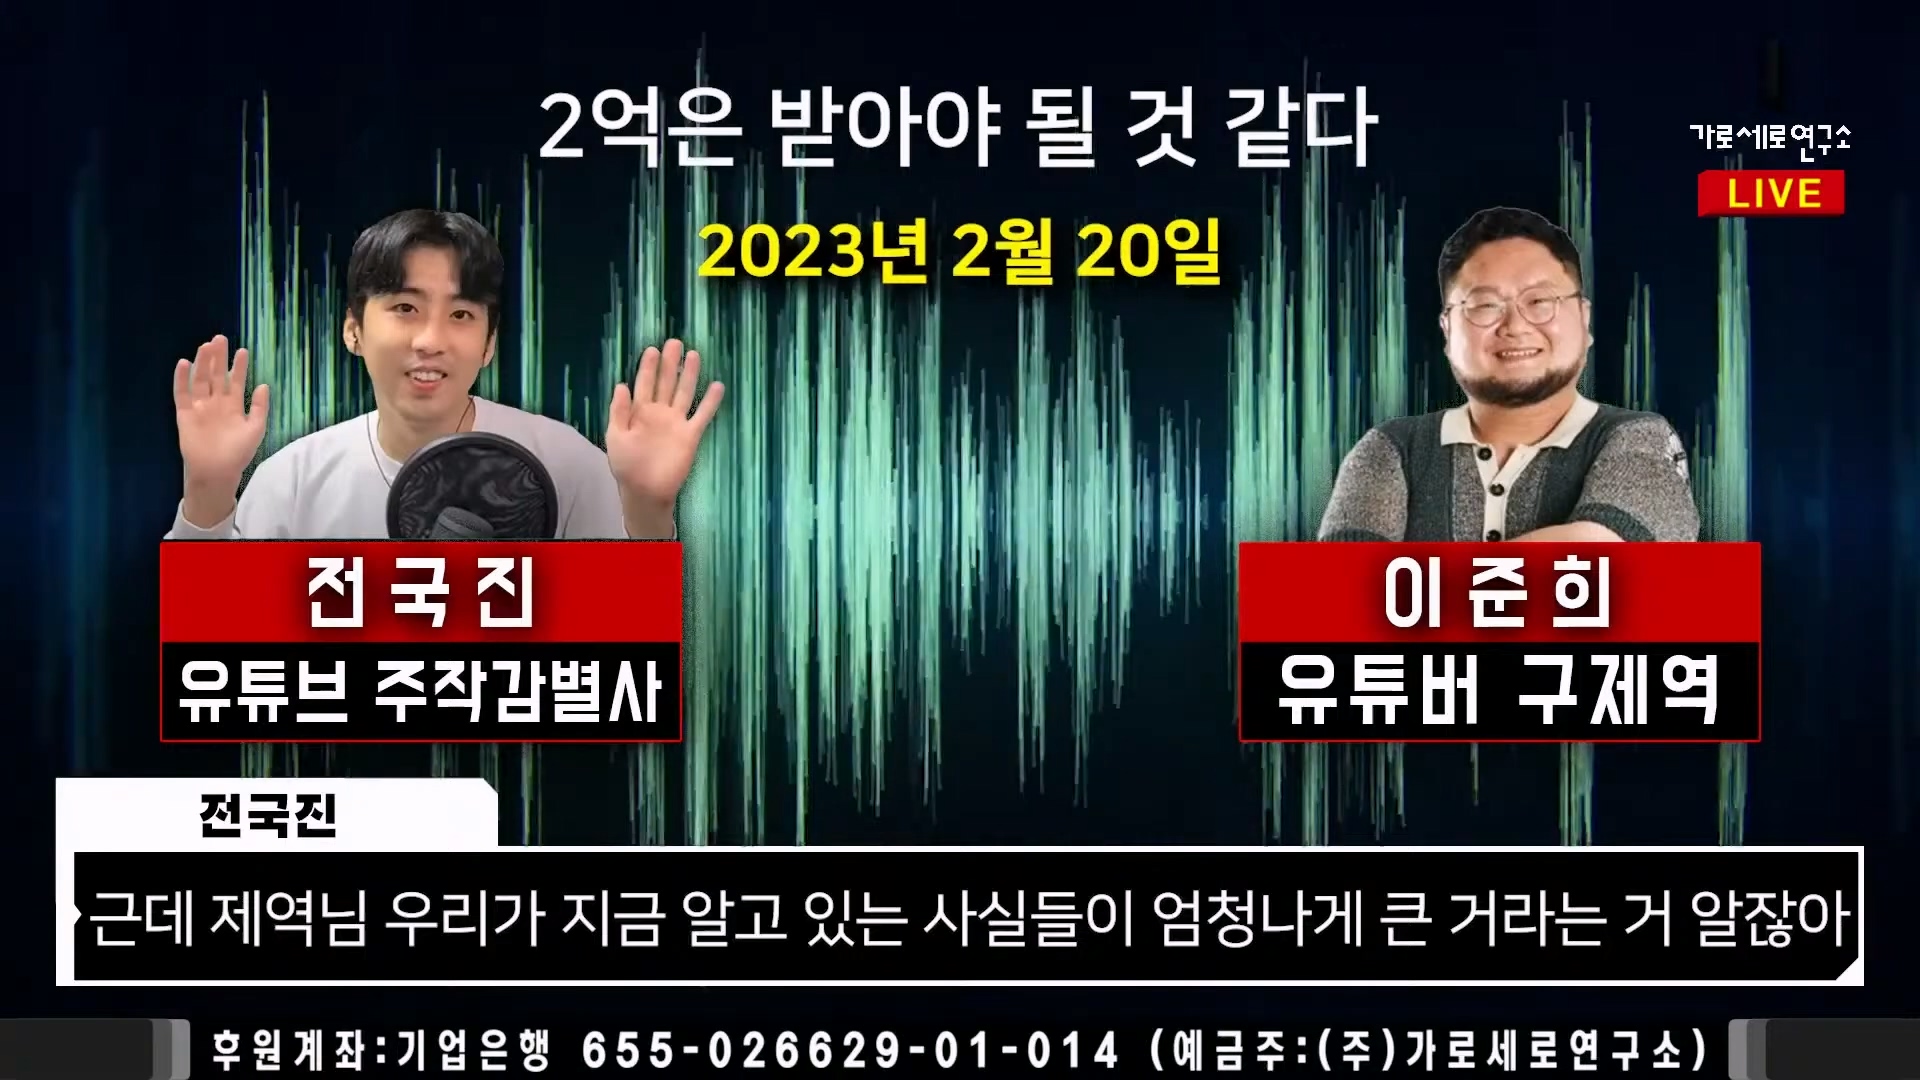 2억은 받아야 될 것 같다
2023년 2월 20일
가로세로연구소
LIVE
전국진
유튜브 주작감별사
이준희
유튜버 구제역
전국진
근데 제역님 우리가 지금 알고 있는 사실들이 엄청나게 큰 거라는 거 알잖아
후원계좌:기업은행 655-026629-01-014 (예금주:(주)가로세로연구소)